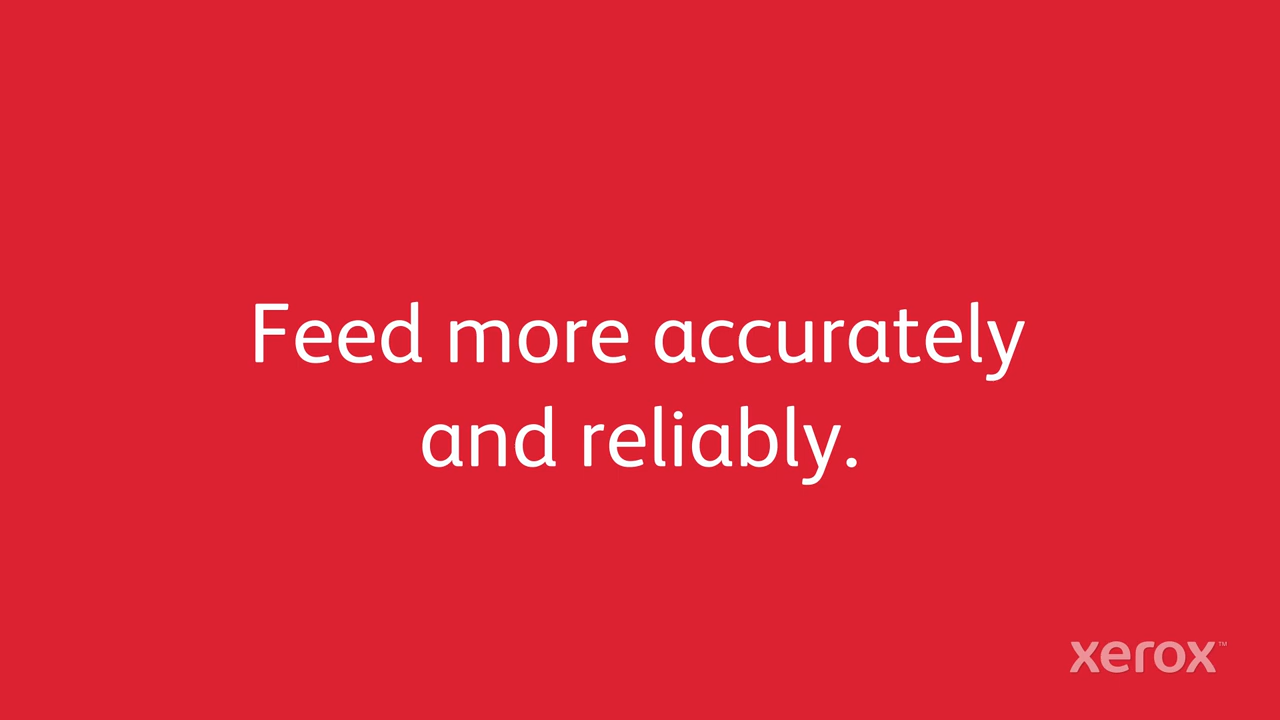 Feed more accurately
and reliably.
xerox™